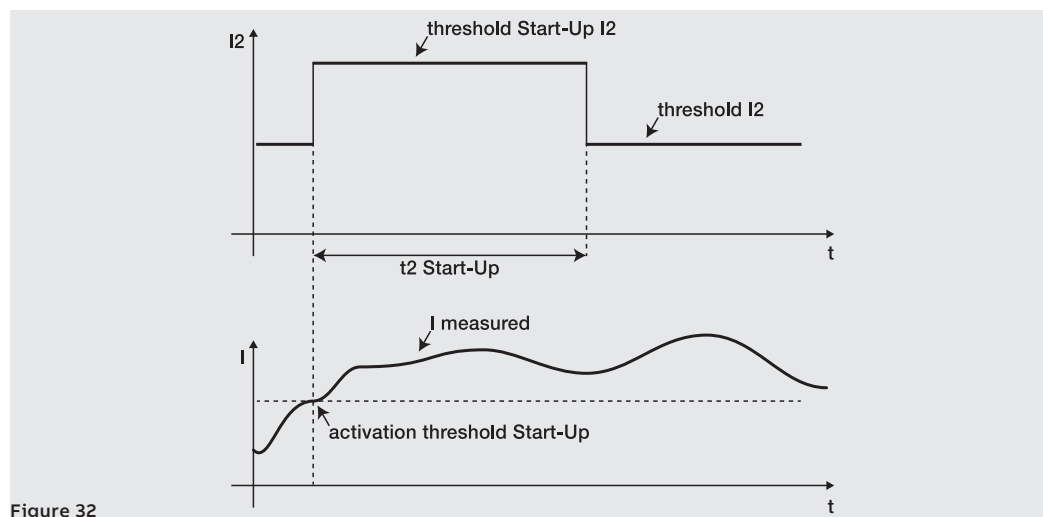 threshold Start-Up I2
I2
threshold I2
t
t2 Start-Up
I measured
I
activation threshold Start-Up
t
Figure 32